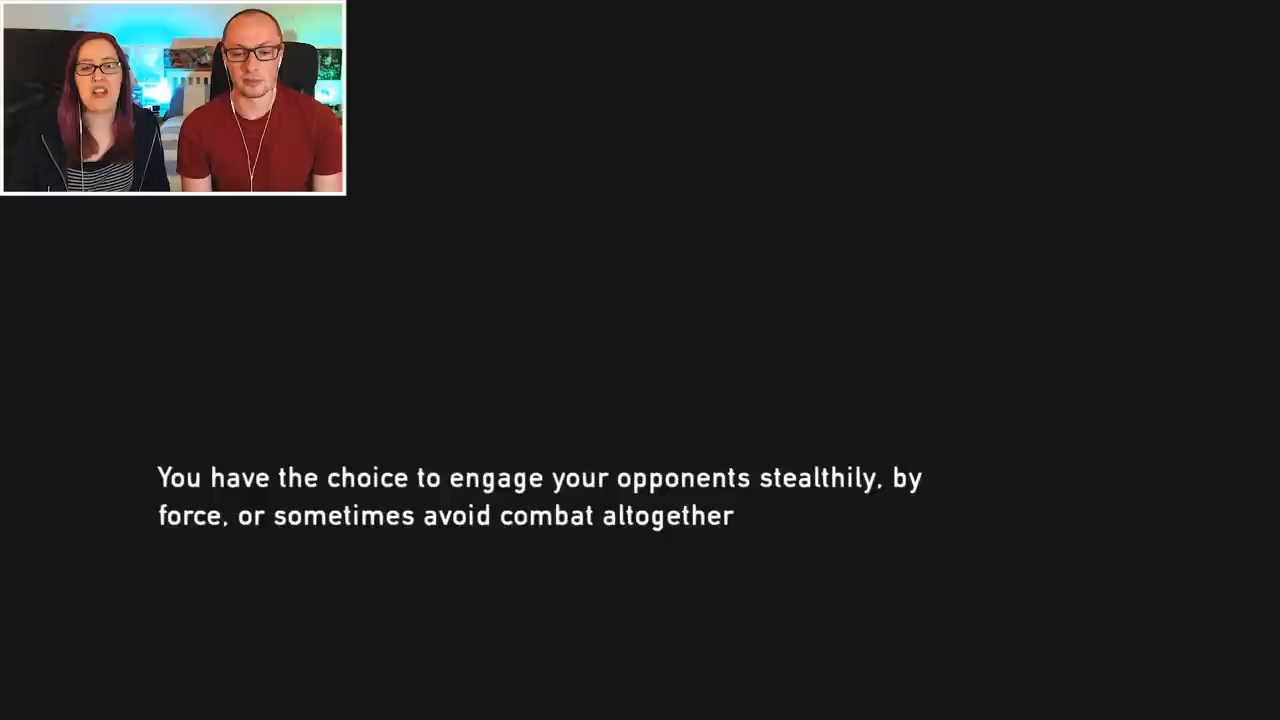 You have the choice to engage your opponents stealthily, by
force, or sometimes avoid combat altogether